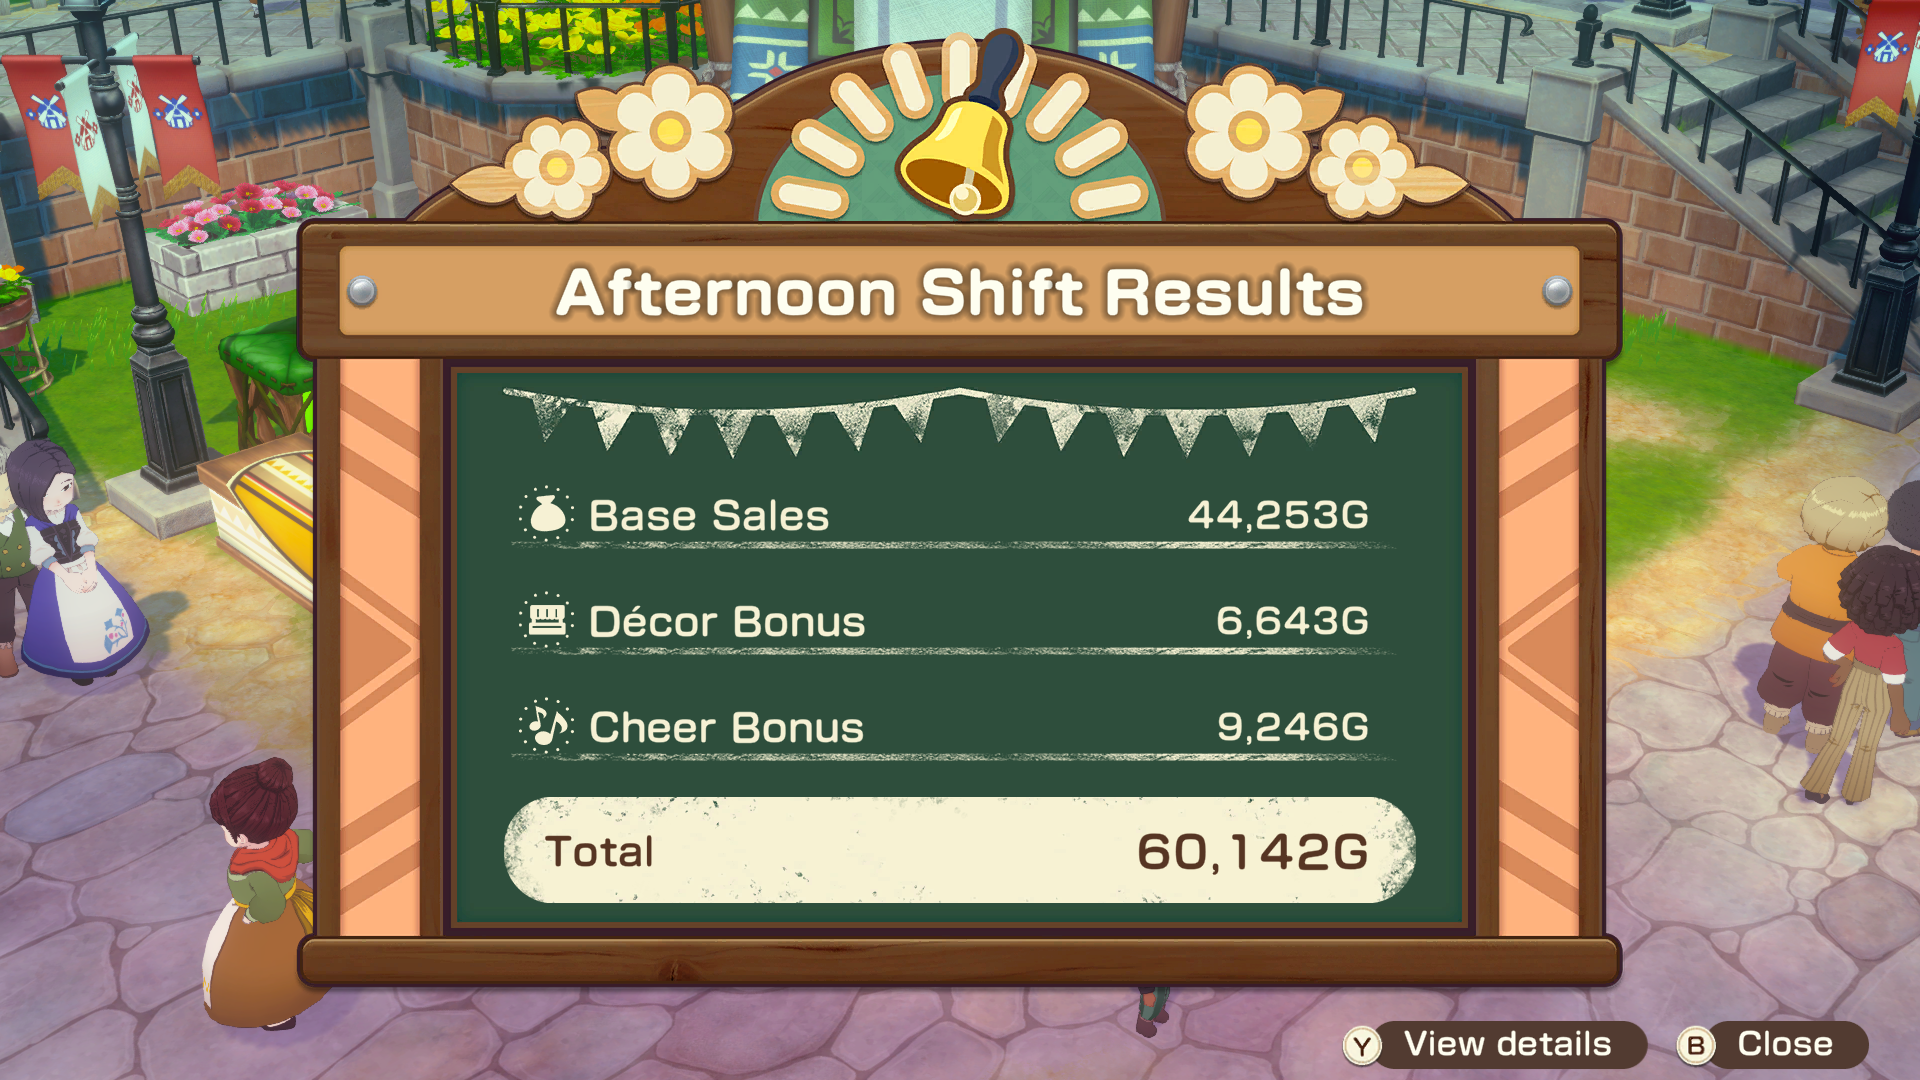 Afternoon Shift Results
Base Sales 44,253G
Décor Bonus 6,643G
Cheer Bonus 9,246G
Total 60,142G
Y View details B Close